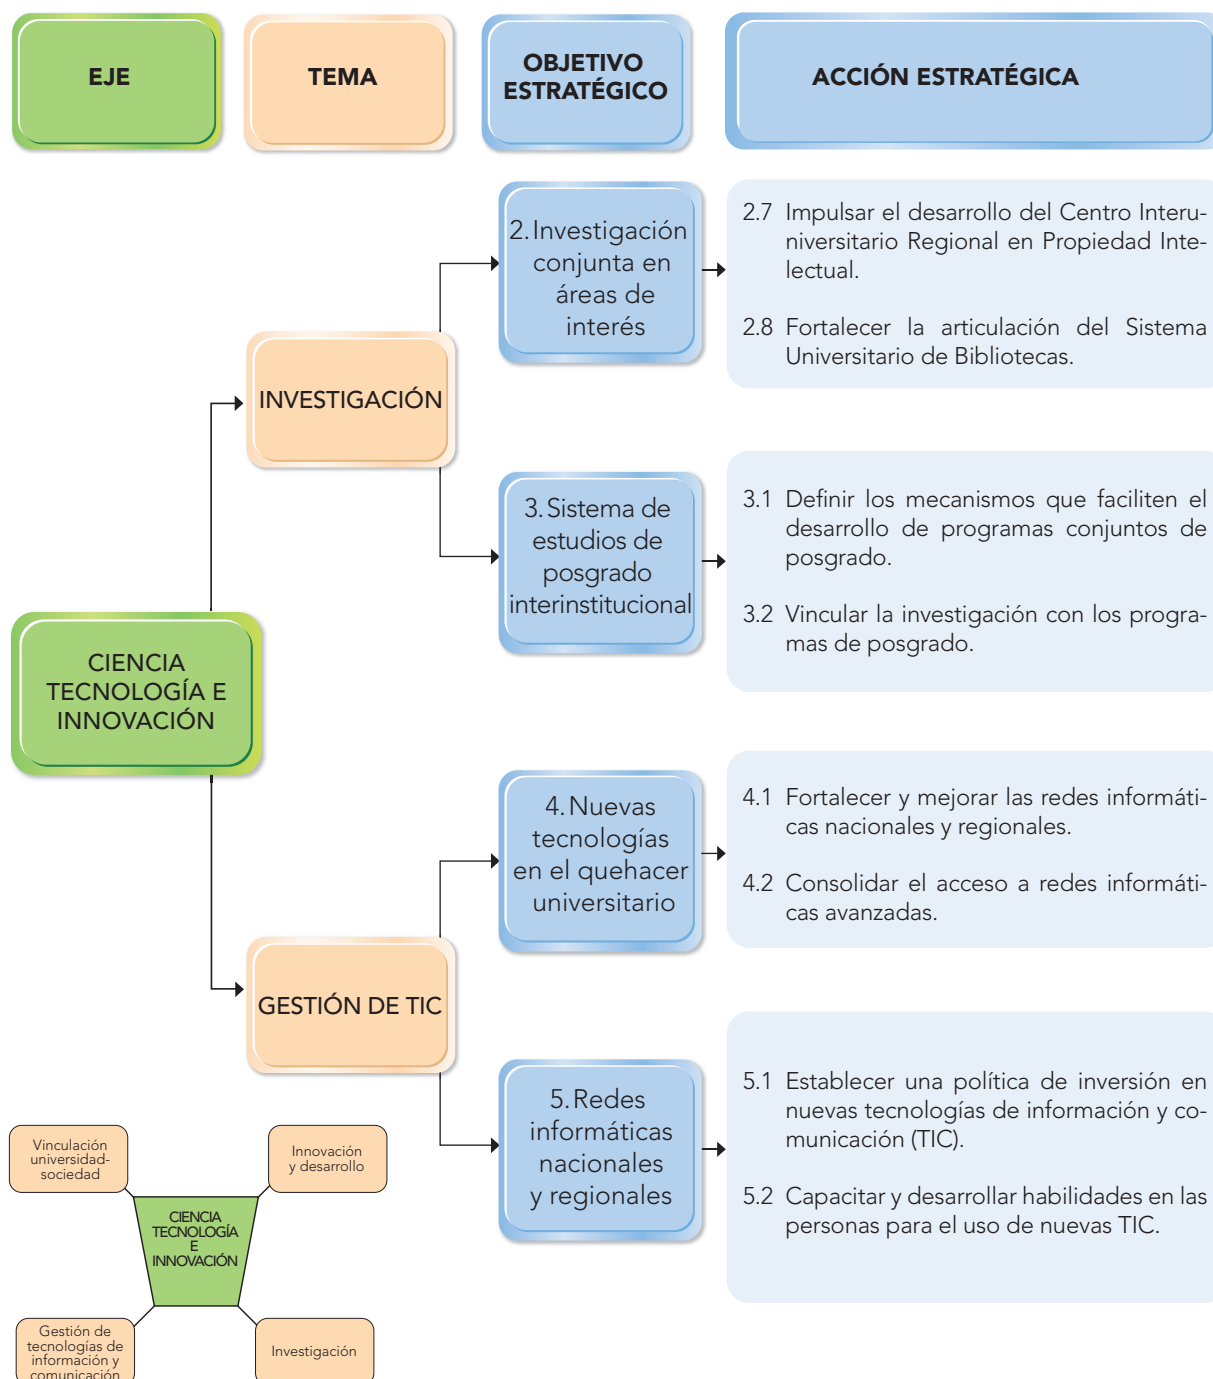 EJE
TEMA
OBJETIVO
ESTRATÉGICO
ACCIÓN ESTRATÉGICA
2. Investigación
conjunta en
áreas de
interés
2.7 Impulsar el desarrollo del Centro Interu-
niversitario Regional en Propiedad Inte-
lectual.
2.8 Fortalecer la articulación del Sistema
Universitario de Bibliotecas.
INVESTIGACIÓN
3. Sistema de
estudios de
posgrado
interinstitucional
3.1 Definir los mecanismos que faciliten el
desarrollo de programas conjuntos de
posgrado.
3.2 Vincular la investigación con los progra-
mas de posgrado.
CIENCIA
TECNOLOGÍA E
INNOVACIÓN
4. Nuevas
tecnologías
en el quehacer
universitario
4.1 Fortalecer y mejorar las redes informáti-
cas nacionales y regionales.
4.2 Consolidar el acceso a redes informáti-
cas avanzadas.
GESTIÓN DE TIC
5. Redes
informáticas
nacionales
y regionales
5.1 Establecer una política de inversión en
nuevas tecnologías de información y co-
municación (TIC).
5.2 Capacitar y desarrollar habilidades en las
personas para el uso de nuevas TIC.
Vinculación
universidad-
sociedad
Innovación
y desarrollo
CIENCIA
TECNOLOGÍA
E
INNOVACIÓN
Gestión de
tecnologías de
información y
comunicación
Investigación